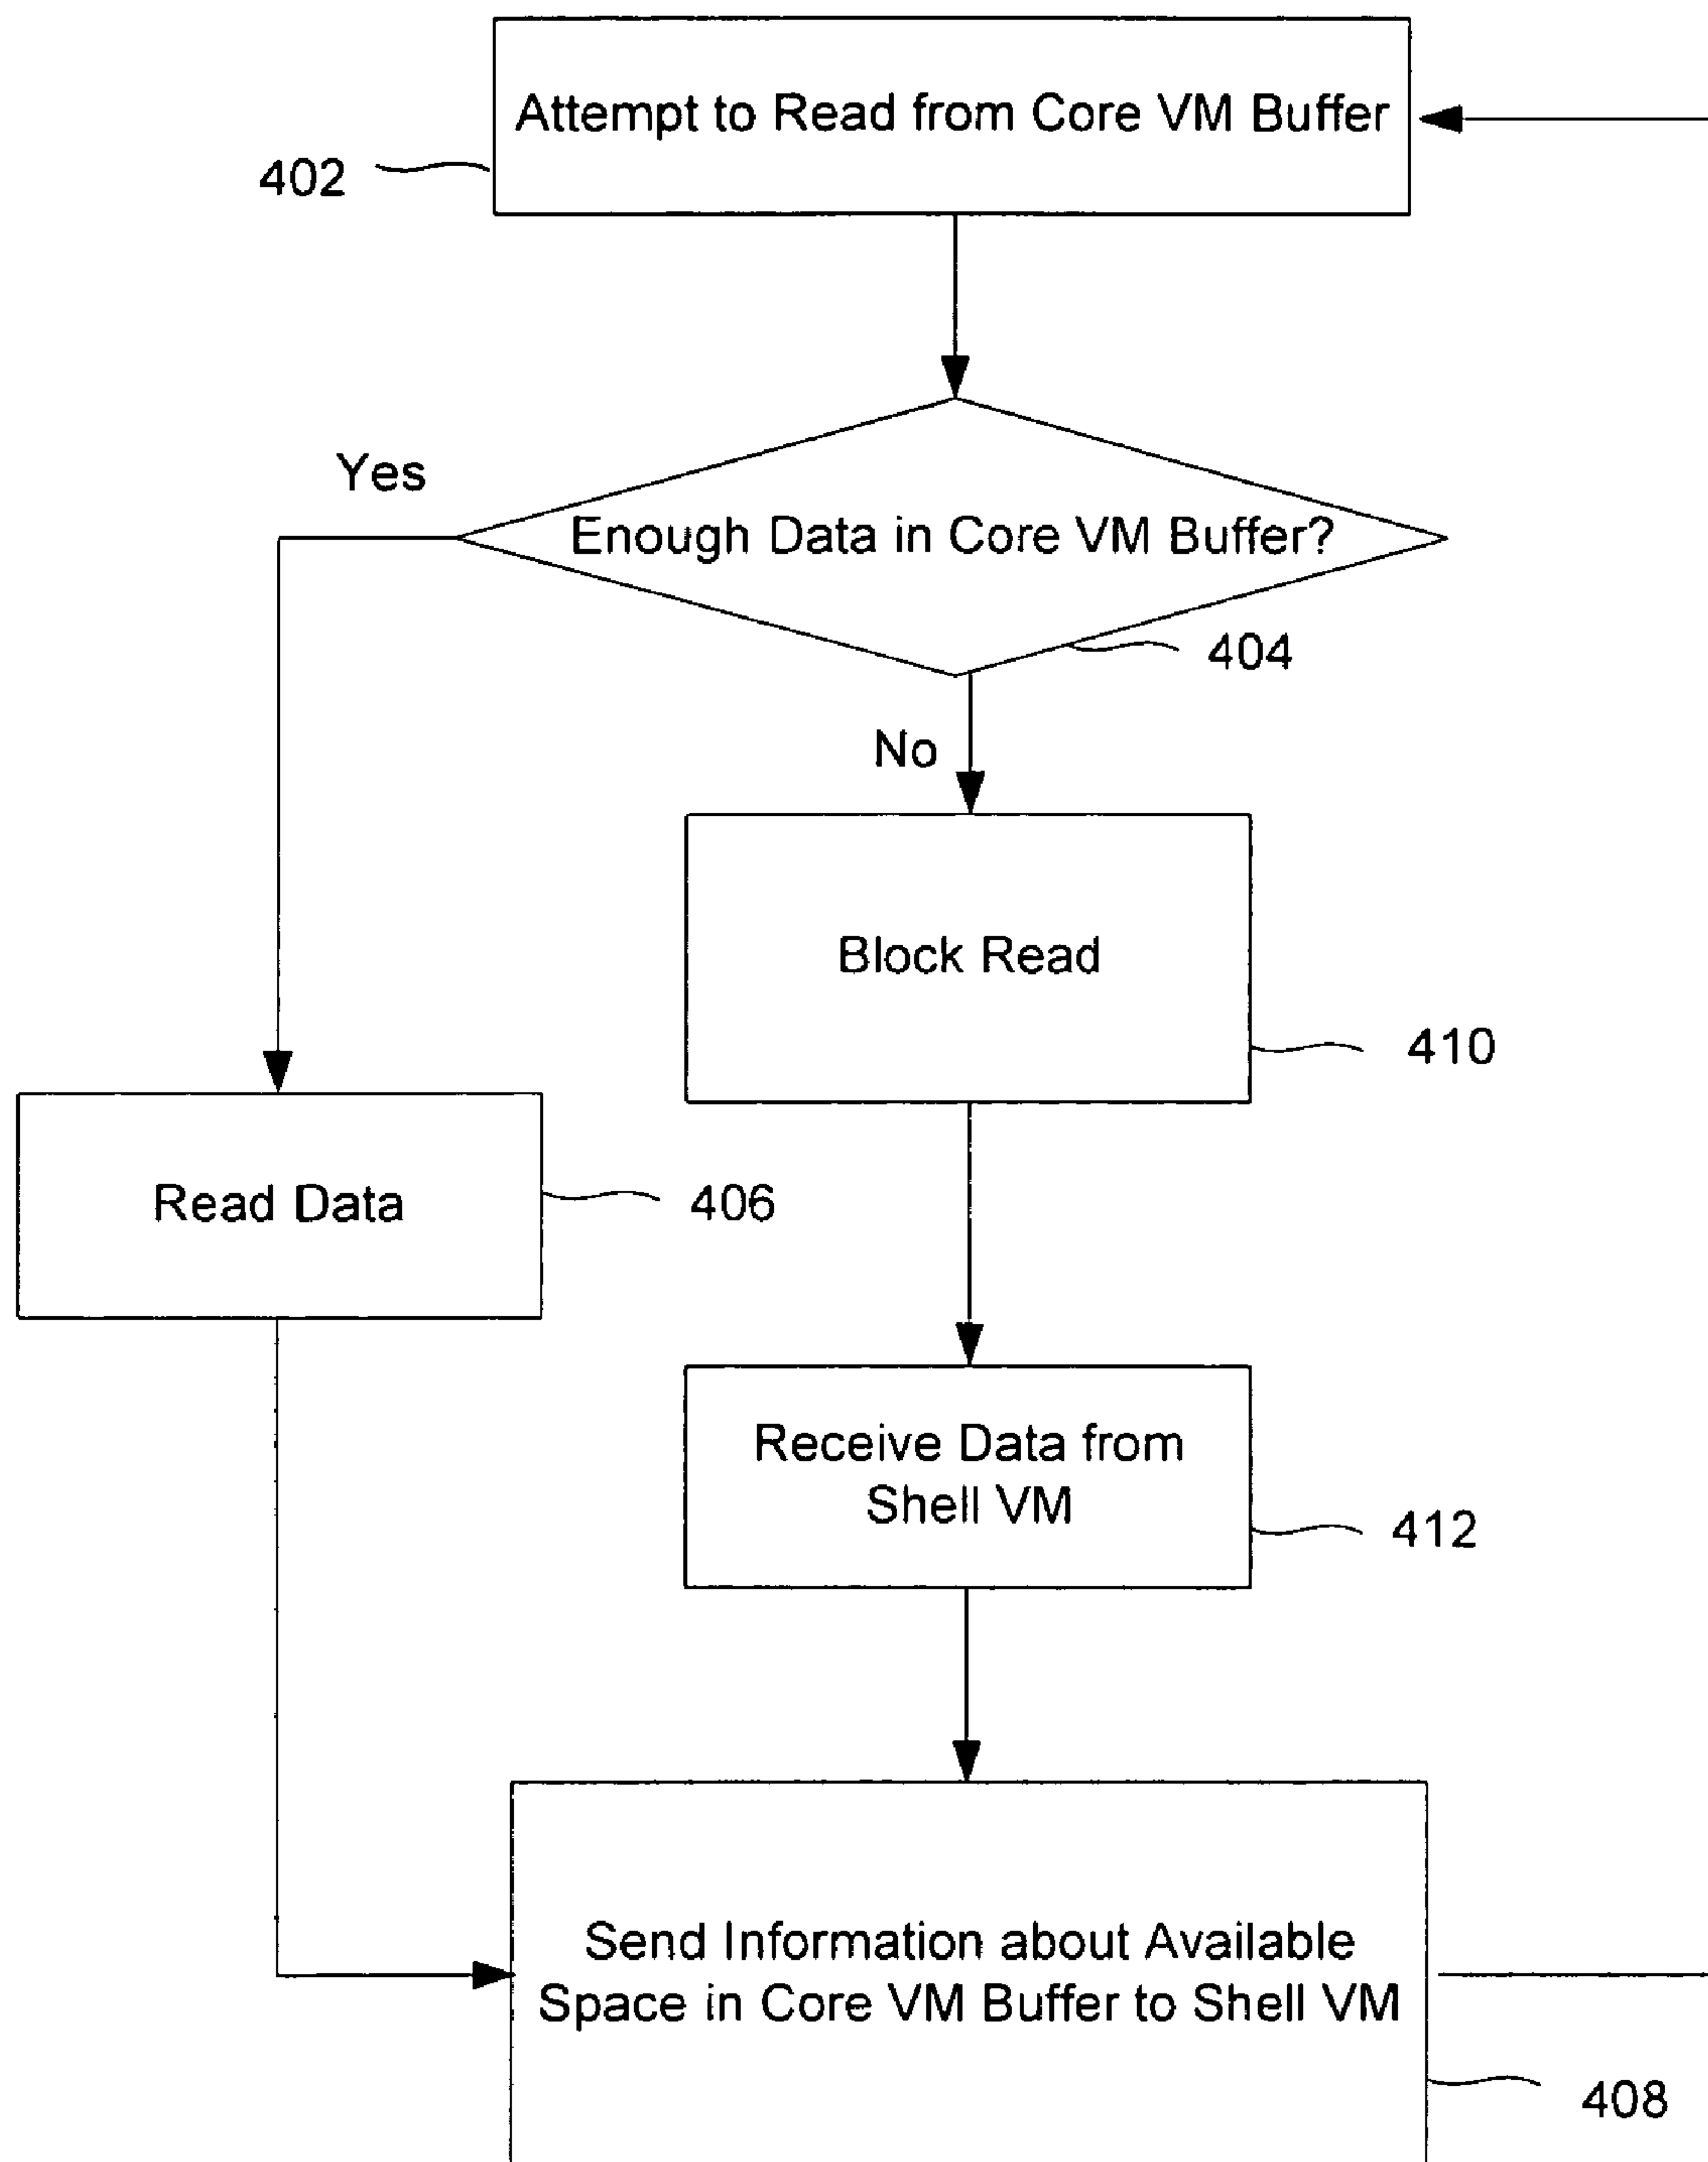 Attempt to Read from Core VM Buffer
402
Yes
Enough Data in Core VM Buffer?
404
No
Block Read
410
Read Data
406
Receive Data from
Shell VM
412
Send Information about Available
Space in Core VM Buffer to Shell VM
408